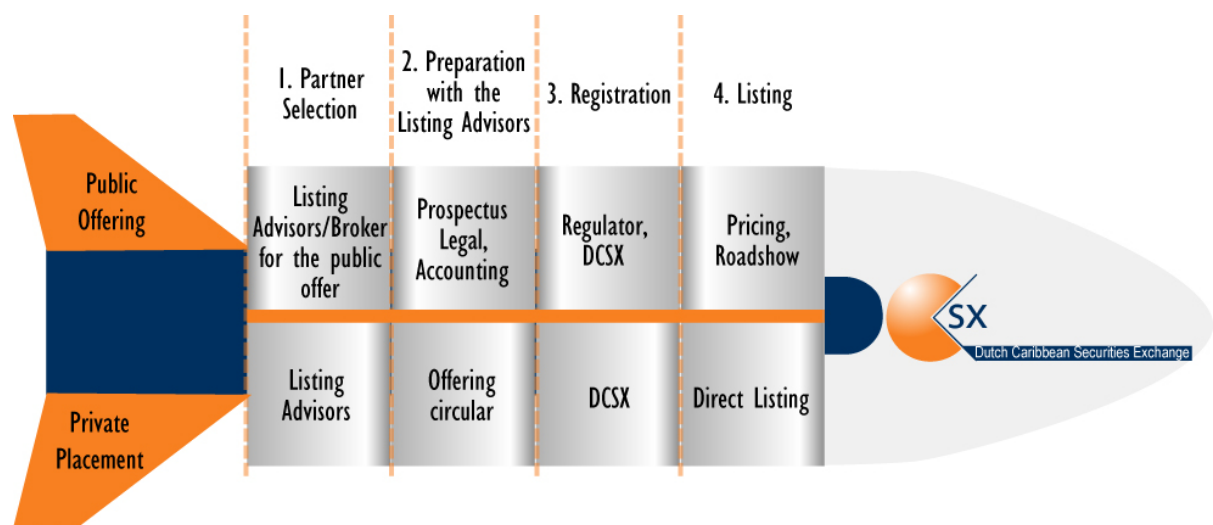 1. Partner
Selection
2. Preparation
with the
Listing Advisors
3. Registration
4. Listing
Public
Offering
Listing
Advisors/Broker
for the public
offer
Prospectus
Legal,
Accounting
Regulator,
DCSX
Pricing,
Roadshow
SX
Dutch Caribbean Securities Exchange
Private
Placement
Listing
Advisors
Offering
circular
DCSX
Direct Listing